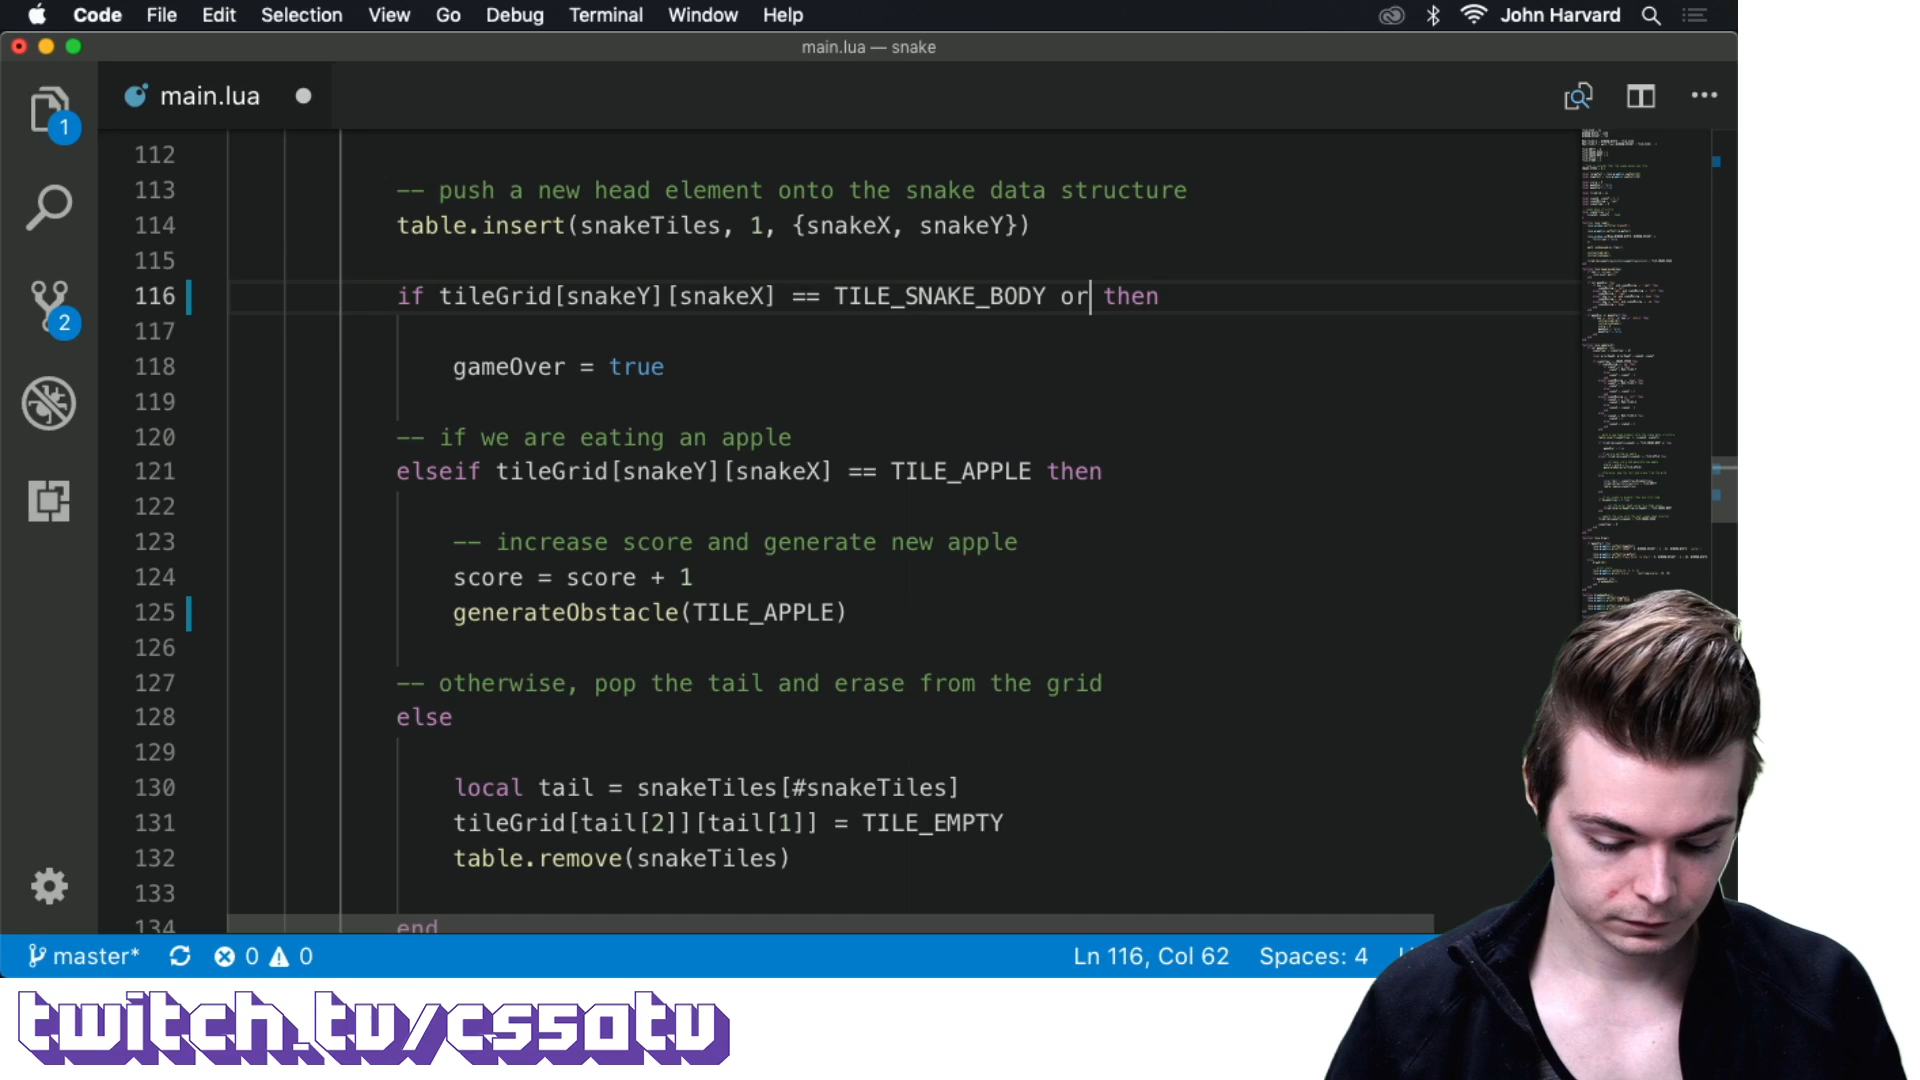 Code File Edit Selection View Go Debug Terminal Window Help John Harvard
main.lua — snake
main.lua
1
2
112
113 -- push a new head element onto the snake data structure
114 table.insert(snakeTiles, 1, {snakeX, snakeY})
115
116 if tileGrid[snakeY][snakeX] == TILE_SNAKE_BODY or then
117
118 gameOver = true
119
120 -- if we are eating an apple
121 elseif tileGrid[snakeY][snakeX] == TILE_APPLE then
122
123 -- increase score and generate new apple
124 score = score + 1
125 generateObstacle(TILE_APPLE)
126
127 -- otherwise, pop the tail and erase from the grid
128 else
129
130 local tail = snakeTiles[#snakeTiles]
131 tileGrid[tail[2]][tail[1]] = TILE_EMPTY
132 table.remove(snakeTiles)
133
134 end
master* 0 0 Ln 116, Col 62 Spaces: 4
twitch.tv/cs50tv